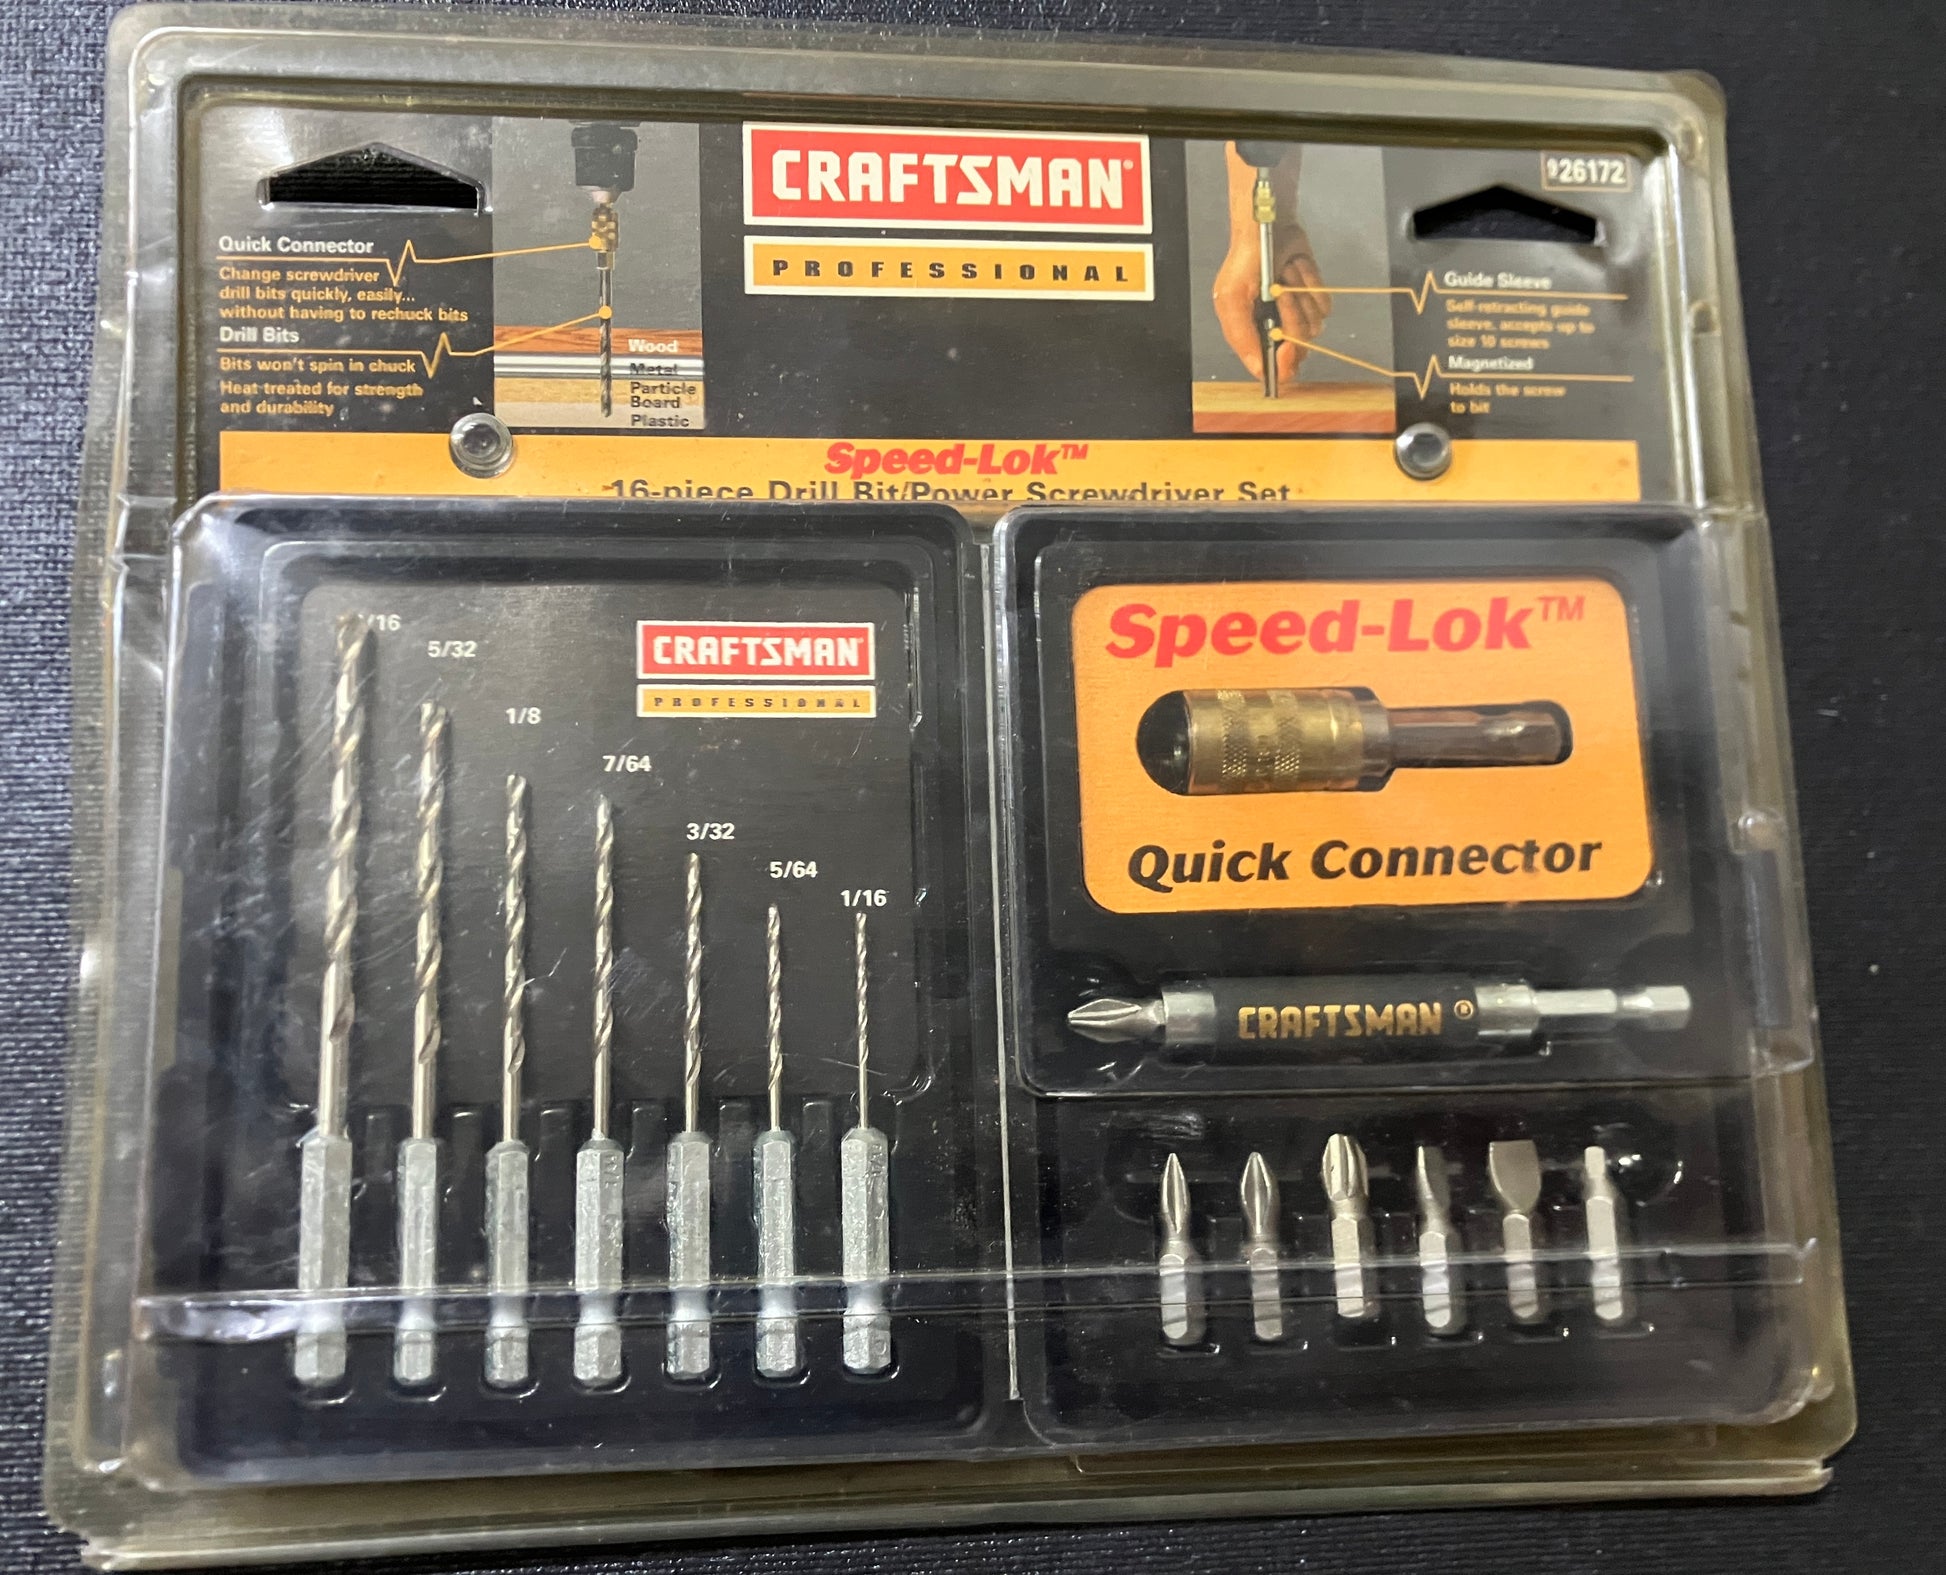 CRAFTSMAN®
PROFESSIONAL
926172
Quick Connector
Change screwdriver
drill bits quickly, easily...
without having to rechuck bits
Drill Bits
Bits won't spin in chuck
Heat treated for strength
and durability
Wood
Metal
Particle
Board
Plastic
Guide Sleeve
Self-retracting guide
sleeve, accepts up to
size 10 screws
Magnetized
Holds the screw
to bit
Speed-Lok™
16-piece Drill Bit/Power Screwdriver Set
/16
5/32
1/8
7/64
3/32
5/64
1/16
CRAFTSMAN®
PROFESSIONAL
Speed-Lok™
Quick Connector
CRAFTSMAN®